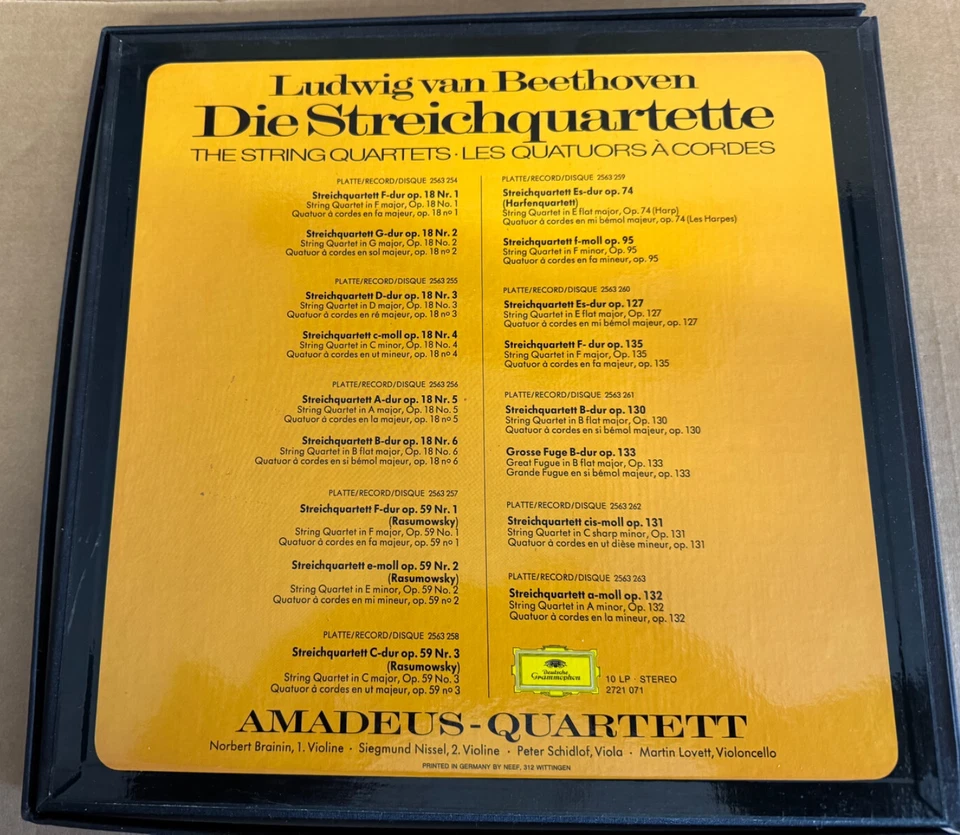 Ludwig van Beethoven
Die Streichquartette
THE STRING QUARTETS · LES QUATUORS À CORDES
PLATTE/RECORD/DISQUE 2563 254
Streichquartett F-dur op. 18 Nr. 1
String Quartet in F major, Op. 18 No. 1
Quatuor à cordes en fa majeur, op. 18 nº 1
Streichquartett G-dur op. 18 Nr. 2
String Quartet in G major, Op. 18 No. 2
Quatuor à cordes en sol majeur, op. 18 nº 2
PLATTE/RECORD/DISQUE 2563 255
Streichquartett D-dur op. 18 Nr. 3
String Quartet in D major, Op. 18 No. 3
Quatuor à cordes en ré majeur, op. 18 nº 3
Streichquartett c-moll op. 18 Nr. 4
String Quartet in C minor, Op. 18 No. 4
Quatuor à cordes en ut mineur, op. 18 nº 4
PLATTE/RECORD/DISQUE 2563 256
Streichquartett A-dur op. 18 Nr. 5
String Quartet in A major, Op. 18 No. 5
Quatuor à cordes en la majeur, op. 18 nº 5
Streichquartett B-dur op. 18 Nr. 6
String Quartet in B flat major, Op. 18 No. 6
Quatuor à cordes en si bémol majeur, op. 18 nº 6
PLATTE/RECORD/DISQUE 2563 257
Streichquartett F-dur op. 59 Nr. 1
(Rasumowsky)
String Quartet in F major, Op. 59 No. 1
Quatuor à cordes en fa majeur, op. 59 nº 1
Streichquartett e-moll op. 59 Nr. 2
(Rasumowsky)
String Quartet in E minor, Op. 59 No. 2
Quatuor à cordes en mi mineur, op. 59 nº 2
PLATTE/RECORD/DISQUE 2563 258
Streichquartett C-dur op. 59 Nr. 3
(Rasumowsky)
String Quartet in C major, Op. 59 No. 3
Quatuor à cordes en ut majeur, op. 59 nº 3
PLATTE/RECORD/DISQUE 2563 259
Streichquartett Es-dur op. 74
(Harfenquartett)
String Quartet in E flat major, Op. 74 (Harp)
Quatuor à cordes en mi bémol majeur, op. 74 (Les Harpes)
Streichquartett f-moll op. 95
String Quartet in F minor, Op. 95
Quatuor à cordes en fa mineur, op. 95
PLATTE/RECORD/DISQUE 2563 260
Streichquartett Es-dur op. 127
String Quartet in E flat major, Op. 127
Quatuor à cordes en mi bémol majeur, op. 127
Streichquartett F- dur op. 135
String Quartet in F major, Op. 135
Quatuor à cordes en fa majeur, op. 135
PLATTE/RECORD/DISQUE 2563 261
Streichquartett B-dur op. 130
String Quartet in B flat major, Op. 130
Quatuor à cordes en si bémol majeur, op. 130
Grosse Fuge B-dur op. 133
Great Fugue in B flat major, Op. 133
Grande Fugue en si bémol majeur, op. 133
PLATTE/RECORD/DISQUE 2563 262
Streichquartett cis-moll op. 131
String Quartet in C sharp minor, Op. 131
Quatuor à cordes en ut dièse mineur, op. 131
PLATTE/RECORD/DISQUE 2563 263
Streichquartett a-moll op. 132
String Quartet in A minor, Op. 132
Quatuor à cordes en la mineur, op. 132
Deutsche
Grammophon
10 LP · STEREO
2721 071
AMADEUS-QUARTETT
Norbert Brainin, 1. Violine · Siegmund Nissel, 2. Violine · Peter Schidlof, Viola · Martin Lovett, Violoncello
PRINTED IN GERMANY BY NEEF, 312 WITTINGEN